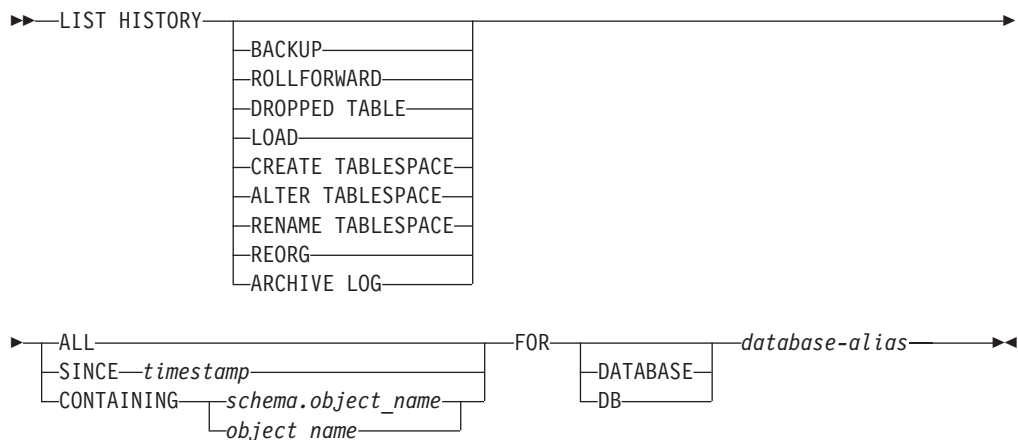 LIST HISTORY
BACKUP
ROLLFORWARD
DROPPED TABLE
LOAD
CREATE TABLESPACE
ALTER TABLESPACE
RENAME TABLESPACE
REORG
ARCHIVE LOG
ALL FOR database-alias
SINCE timestamp DATABASE
CONTAINING schema.object_name DB
object_name